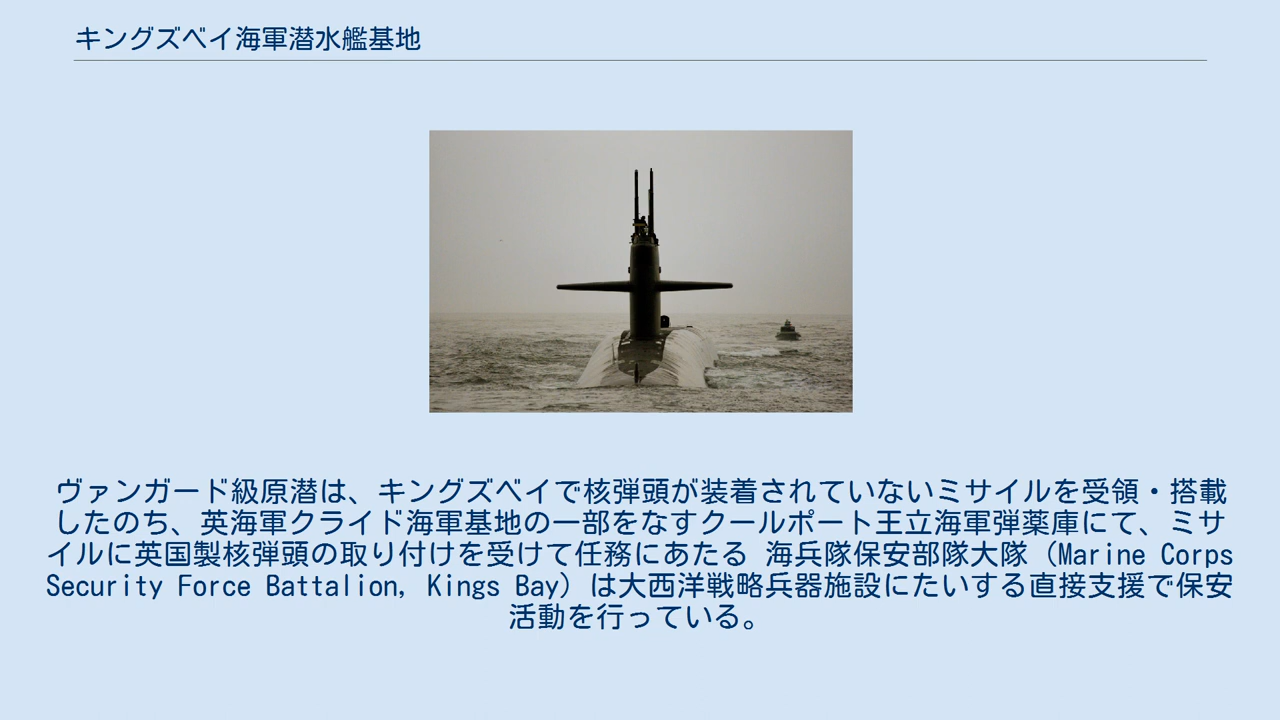 キングズベイ海軍潜水艦基地
ヴァンガード級原潜は、キングズベイで核弾頭が装着されていないミサイルを受領・搭載
したのち、英海軍クライド海軍基地の一部をなすクールポート王立海軍弾薬庫にて、ミサ
イルに英国製核弾頭の取り付けを受けて任務にあたる 海兵隊保安部隊大隊（Marine Corps
Security Force Battalion, Kings Bay）は大西洋戦略兵器施設にたいする直接支援で保安
活動を行っている。